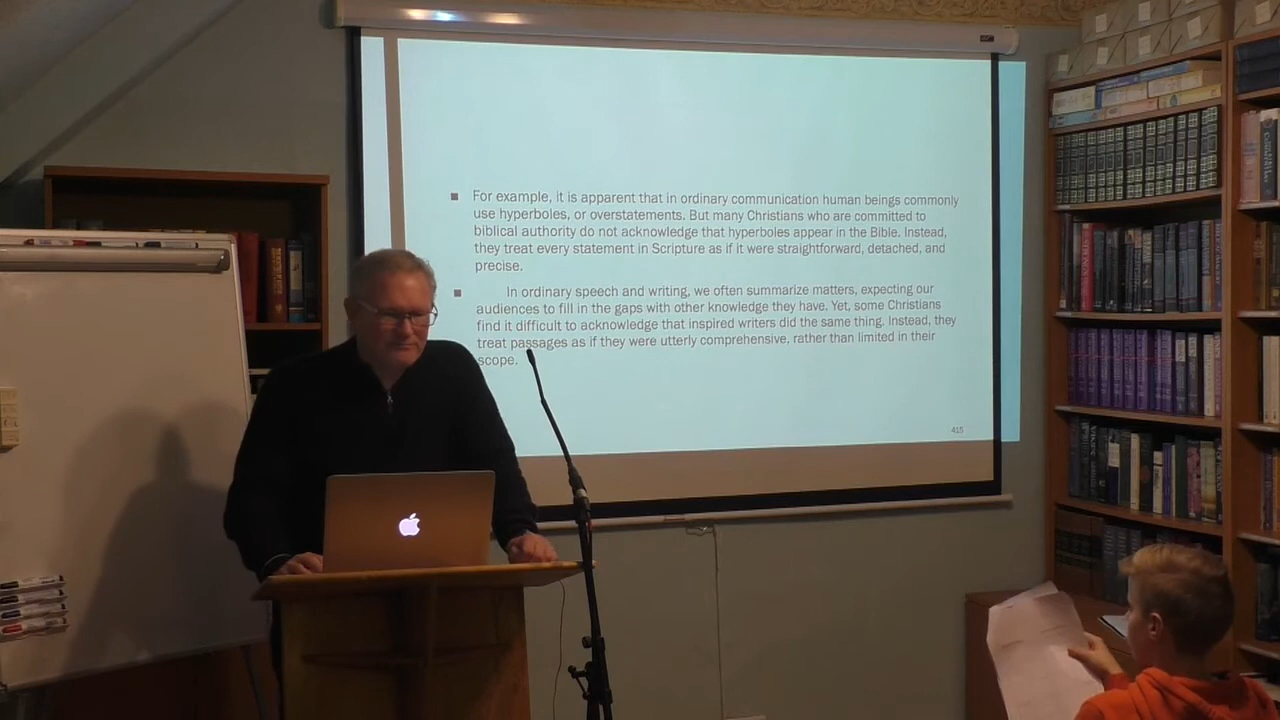 For example, it is apparent that in ordinary communication human beings commonly
use hyperboles, or overstatements. But many Christians who are committed to
biblical authority do not acknowledge that hyperboles appear in the Bible. Instead,
they treat every statement in Scripture as if it were straightforward, detached, and
precise.
In ordinary speech and writing, we often summarize matters, expecting our
audiences to fill in the gaps with other knowledge they have. Yet, some Christians
find it difficult to acknowledge that inspired writers did the same thing. Instead, they
treat passages as if they were utterly comprehensive, rather than limited in their
scope.
415